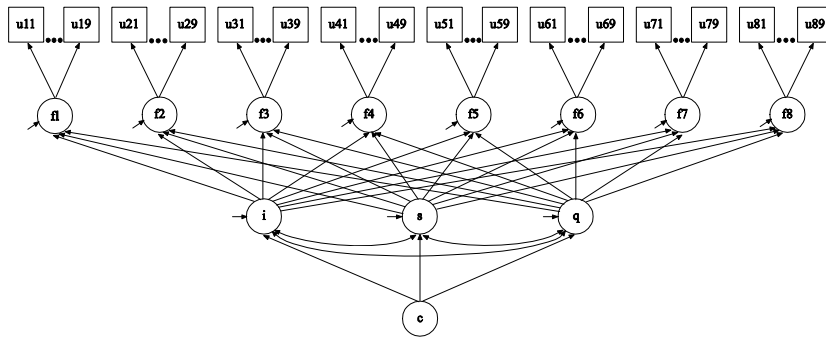 u11 ●●● u19 u21 ●●● u29 u31 ●●● u39 u41 ●●● u49 u51 ●●● u59 u61 ●●● u69 u71 ●●● u79 u81 ●●● u89
f1 f2 f3 f4 f5 f6 f7 f8
i s q
c